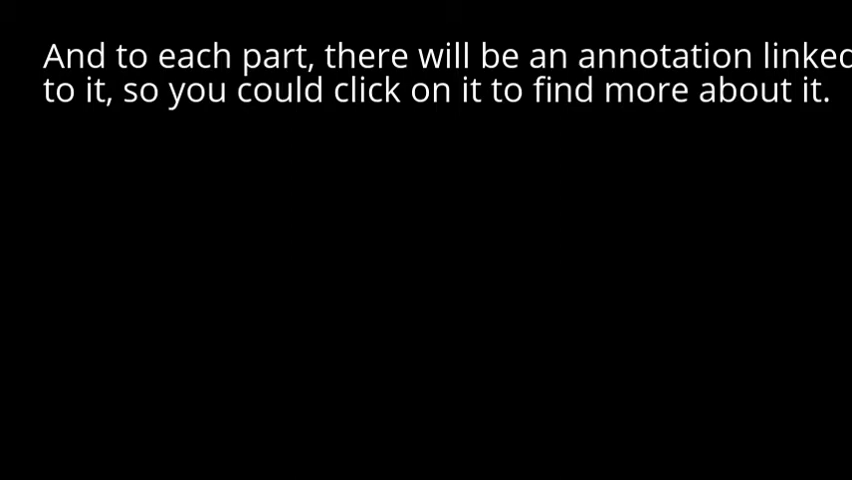 And to each part, there will be an annotation linked
to it, so you could click on it to find more about it.